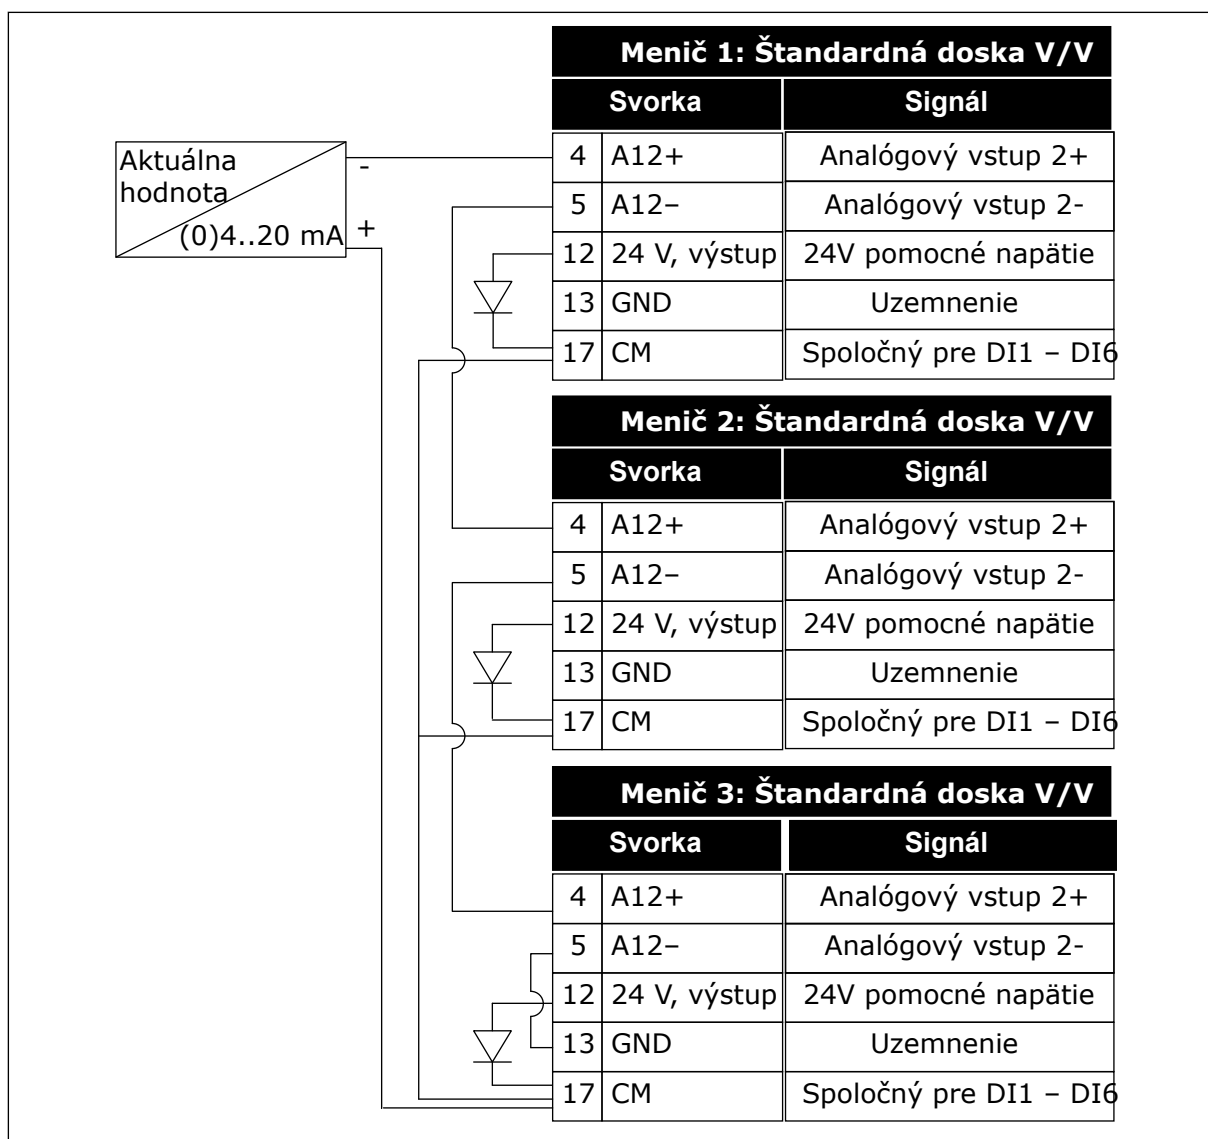 Menič 1: Štandardná doska V/V
Svorka Signál
4 A12+ Analógový vstup 2+
5 A12– Analógový vstup 2-
12 24 V, výstup 24V pomocné napätie
13 GND Uzemnenie
17 CM Spoločný pre DI1 – DI6
Aktuálna
hodnota
(0)4..20 mA
-
+
Menič 2: Štandardná doska V/V
Svorka Signál
4 A12+ Analógový vstup 2+
5 A12– Analógový vstup 2-
12 24 V, výstup 24V pomocné napätie
13 GND Uzemnenie
17 CM Spoločný pre DI1 – DI6
Menič 3: Štandardná doska V/V
Svorka Signál
4 A12+ Analógový vstup 2+
5 A12– Analógový vstup 2-
12 24 V, výstup 24V pomocné napätie
13 GND Uzemnenie
17 CM Spoločný pre DI1 – DI6